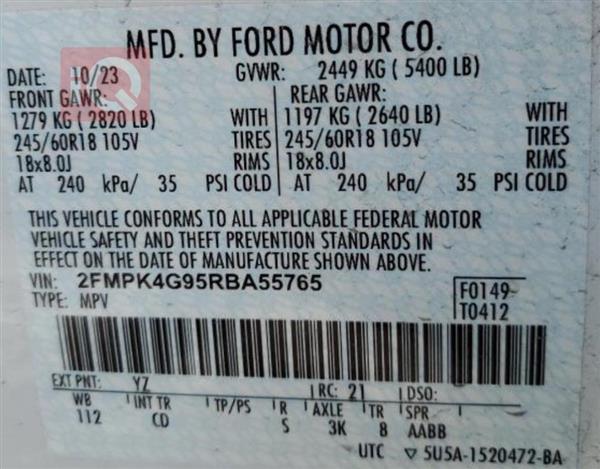 MFD. BY FORD MOTOR CO.
DATE: 10/23 GVWR: 2449 KG ( 5400 LB)
FRONT GAWR: REAR GAWR:
1279 KG ( 2820 LB) WITH 1197 KG ( 2640 LB) WITH
245/60R18 105V TIRES 245/60R18 105V TIRES
18x8.0J RIMS 18x8.0J RIMS
AT 240 kPa/ 35 PSI COLD AT 240 kPa/ 35 PSI COLD
THIS VEHICLE CONFORMS TO ALL APPLICABLE FEDERAL MOTOR
VEHICLE SAFETY AND THEFT PREVENTION STANDARDS IN
EFFECT ON THE DATE OF MANUFACTURE SHOWN ABOVE.
VIN: 2FMPK4G95RBA55765 F0149
TYPE: MPV T0412
EXT PNT: YZ RC: 21 DSO:
WB INT TR TP/PS R AXLE TR SPR
112 CD S 3K 8 AABB
UTC ▽ 5U5A-1520472-BA